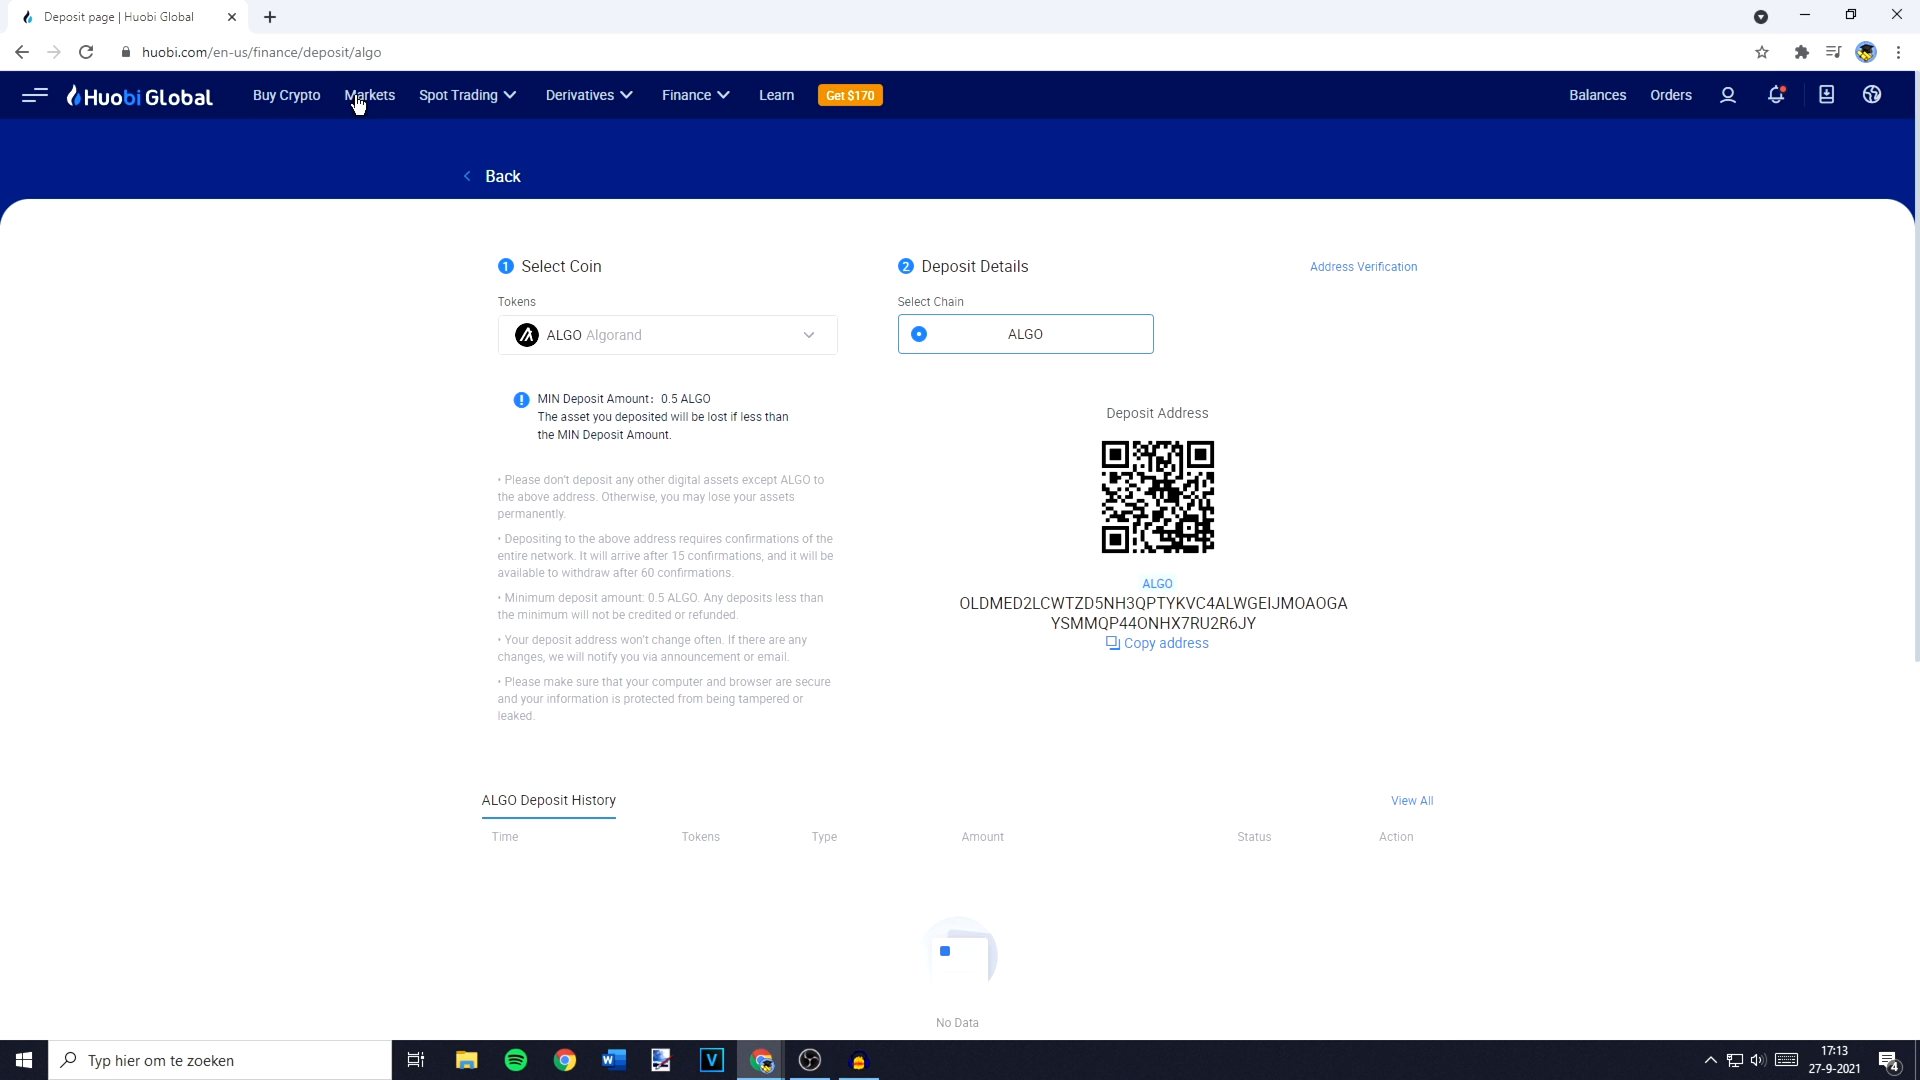 Deposit page | Huobi Global
huobi.com/en-us/finance/deposit/algo
Huobi Global
Buy Crypto
Markets
Spot Trading
Derivatives
Finance
Learn
Get $170
Balances
Orders
Back
1 Select Coin
2 Deposit Details
Address Verification
Tokens
Select Chain
ALGO Algorand
ALGO
MIN Deposit Amount: 0.5 ALGO
The asset you deposited will be lost if less than
the MIN Deposit Amount.
Deposit Address
• Please don't deposit any other digital assets except ALGO to
the above address. Otherwise, you may lose your assets
permanently.
• Depositing to the above address requires confirmations of the
entire network. It will arrive after 15 confirmations, and it will be
available to withdraw after 60 confirmations.
• Minimum deposit amount: 0.5 ALGO. Any deposits less than
the minimum will not be credited or refunded.
• Your deposit address won't change often. If there are any
changes, we will notify you via announcement or email.
• Please make sure that your computer and browser are secure
and your information is protected from being tampered or
leaked.
ALGO
OLDMED2LCWTZD5NH3QPTYKVC4ALWGEIJMOAOGA
YSMMQP44ONHX7RU2R6JY
Copy address
ALGO Deposit History
View All
Time
Tokens
Type
Amount
Status
Action
No Data
Typ hier om te zoeken
17:13
27-9-2021
4